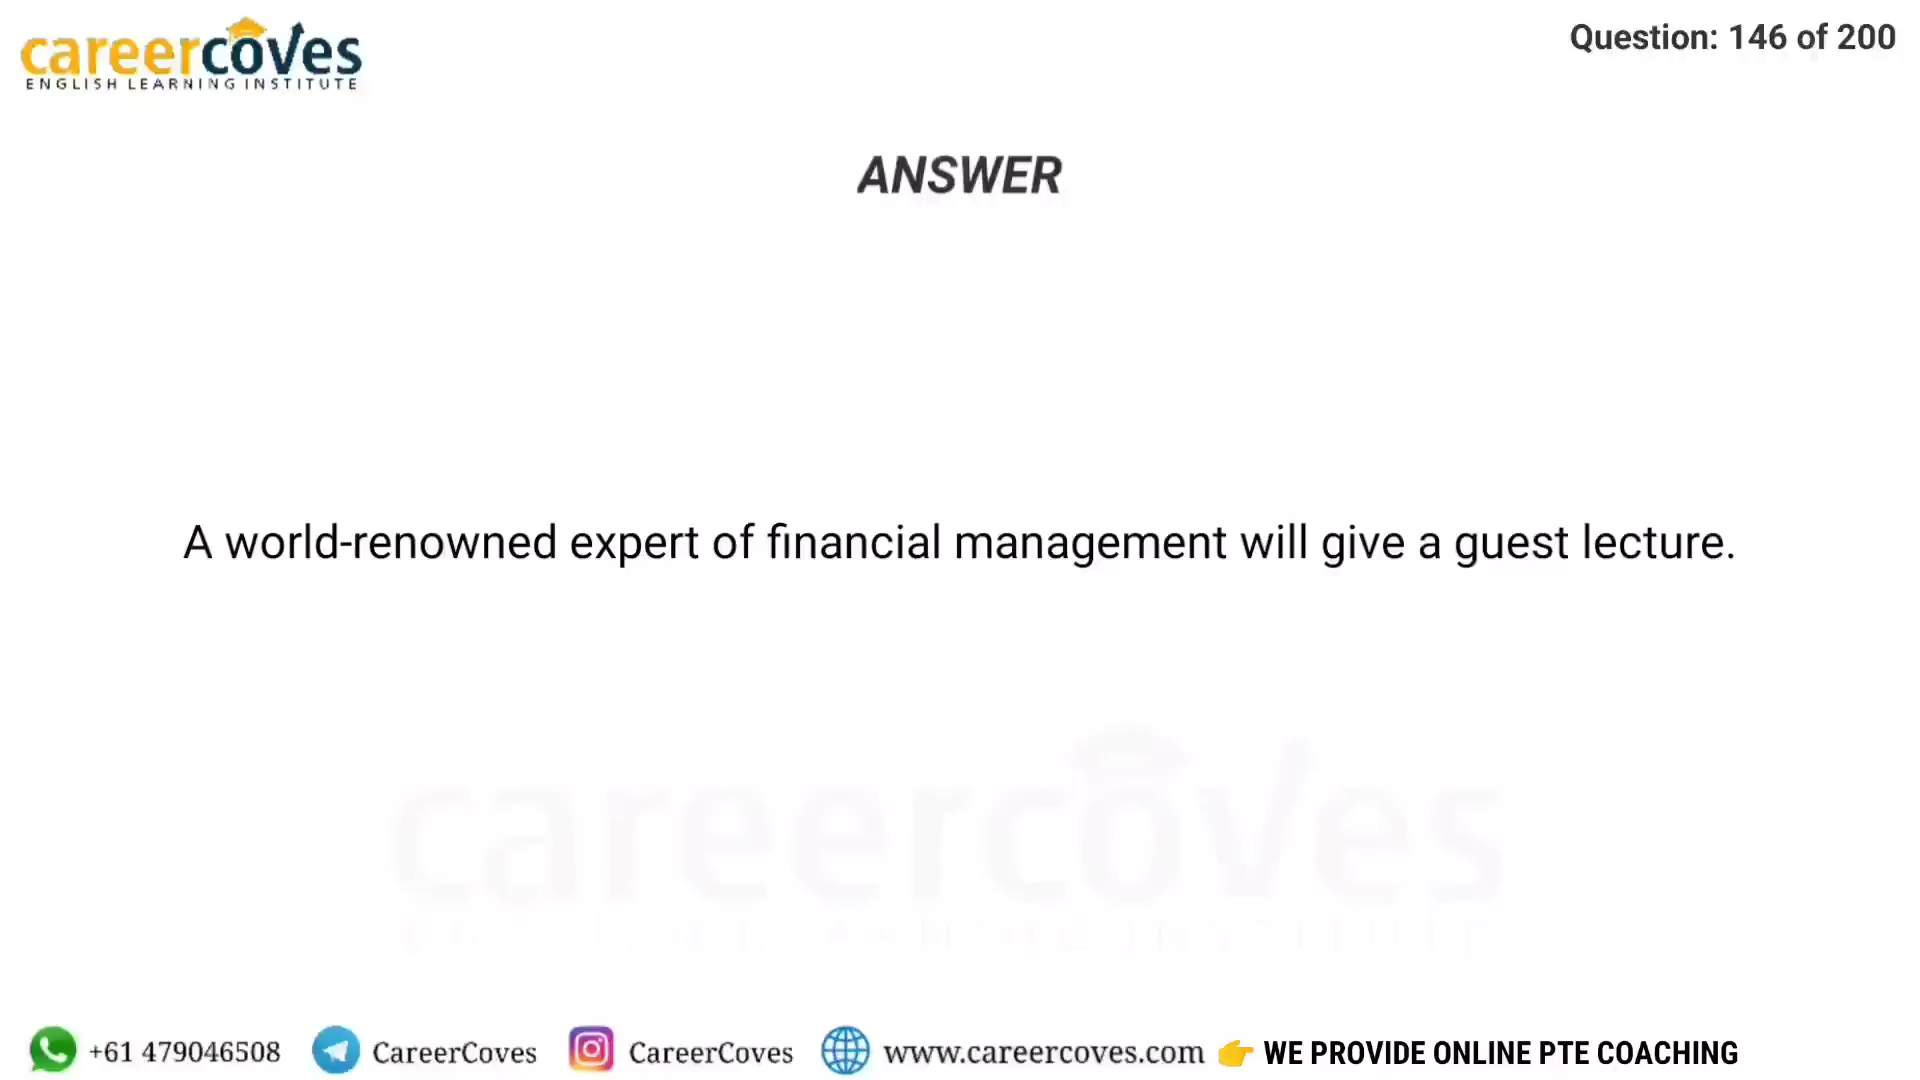 careercoves
ENGLISH LEARNING INSTITUTE
Question: 146 of 200
ANSWER
A world-renowned expert of financial management will give a guest lecture.
careercoves
+61 479046508 CareerCoves CareerCoves www.careercoves.com 👉 WE PROVIDE ONLINE PTE COACHING